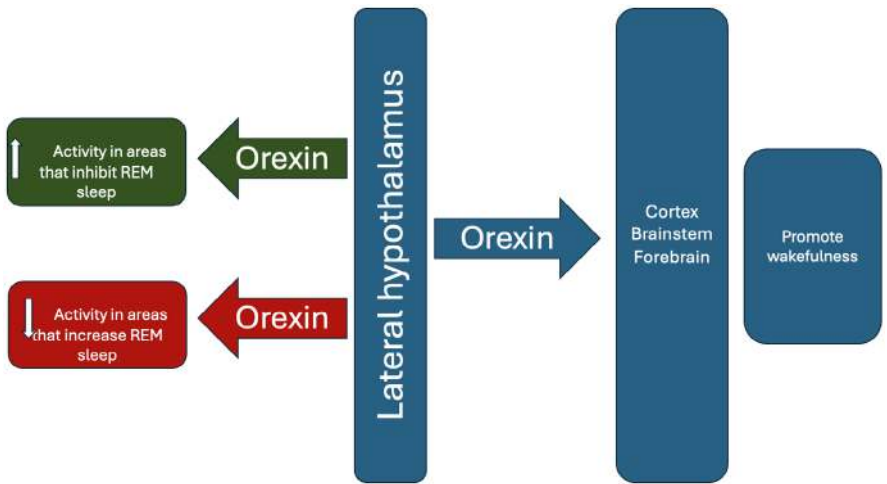 Activity in areas
that inhibit REM
sleep
Orexin
Activity in areas
that increase REM
sleep
Orexin
Lateral hypothalamus
Orexin
Cortex
Brainstem
Forebrain
Promote
wakefulness